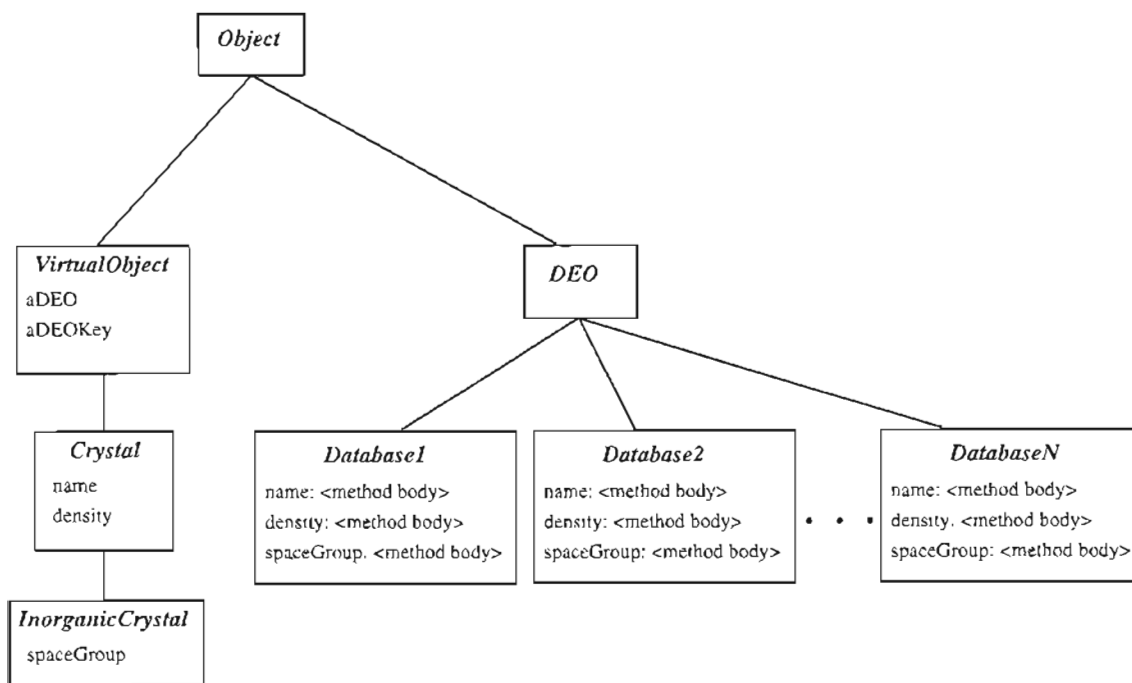 Object
VirtualObject
aDEO
aDEOKey
DEO
Crystal
name
density
Database1
name: <method body>
density: <method body>
spaceGroup. <method body>
Database2
name: <method body>
density: <method body>
spaceGroup: <method body>
• • •
DatabaseN
name: <method body>
density. <method body>
spaceGroup: <method body>
InorganicCrystal
spaceGroup